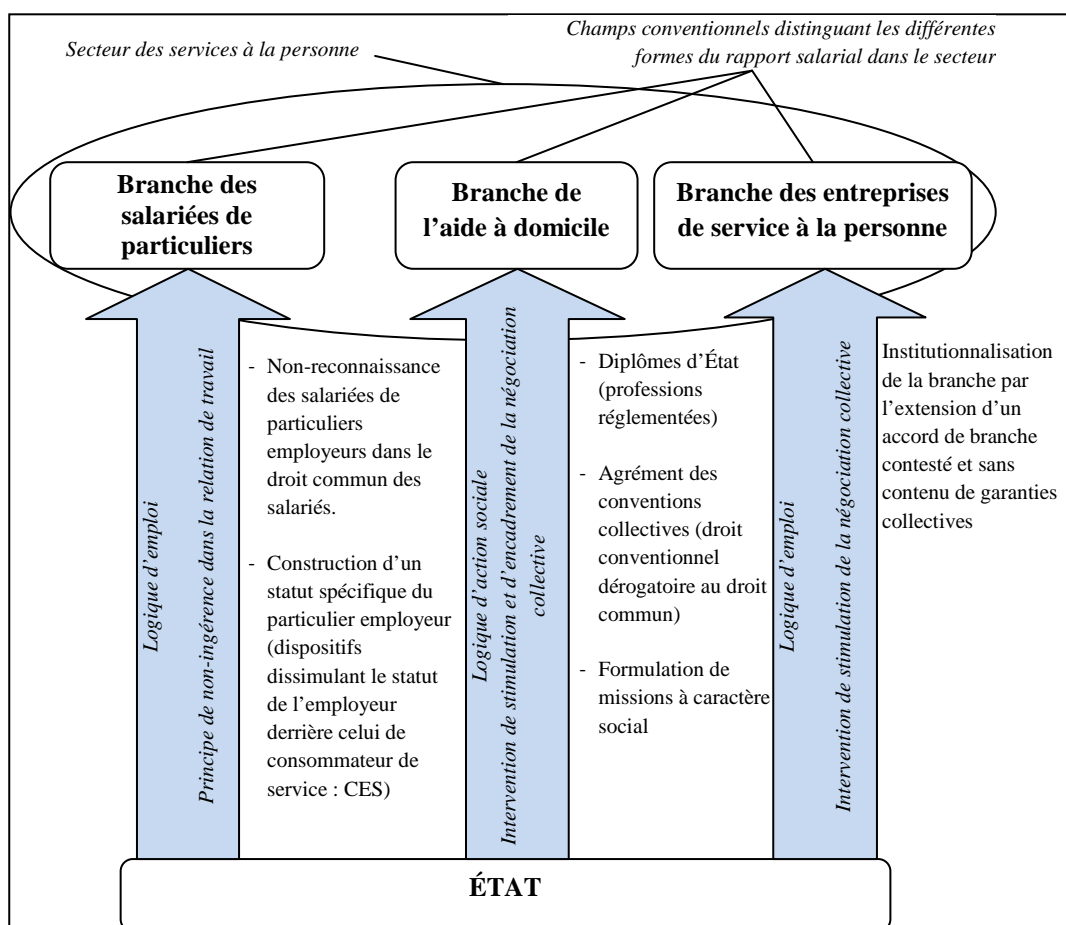 Secteur des services à la personne
Champs conventionnels distinguant les différentes
formes du rapport salarial dans le secteur
Branche des
salariées de
particuliers
Branche de
l’aide à domicile
Branche des entreprises
de service à la personne
Logique d’emploi
Principe de non-ingérence dans la relation de travail
- Non-reconnaissance
des salariées de
particuliers
employeurs dans le
droit commun des
salariés.
- Construction d’un
statut spécifique du
particulier employeur
(dispositifs
dissimulant le statut
de l’employeur
derrière celui de
consommateur de
service : CES)
Logique d’action sociale
Intervention de stimulation et d’encadrement de la négociation
collective
- Diplômes d’État
(professions
réglementées)
- Agrément des
conventions
collectives (droit
conventionnel
dérogatoire au droit
commun)
- Formulation de
missions à caractère
social
Logique d’emploi
Intervention de stimulation de la négociation collective
Institutionnalisation
de la branche par
l’extension d’un
accord de branche
contesté et sans
contenu de garanties
collectives
ÉTAT